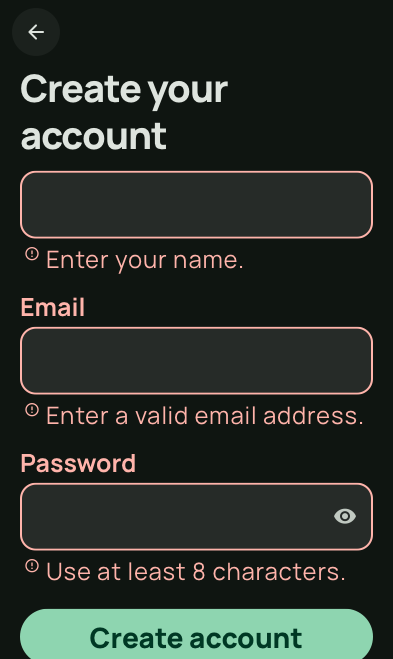 Create your
account
Enter your name.
Email
Enter a valid email address.
Password
Use at least 8 characters.
Create account